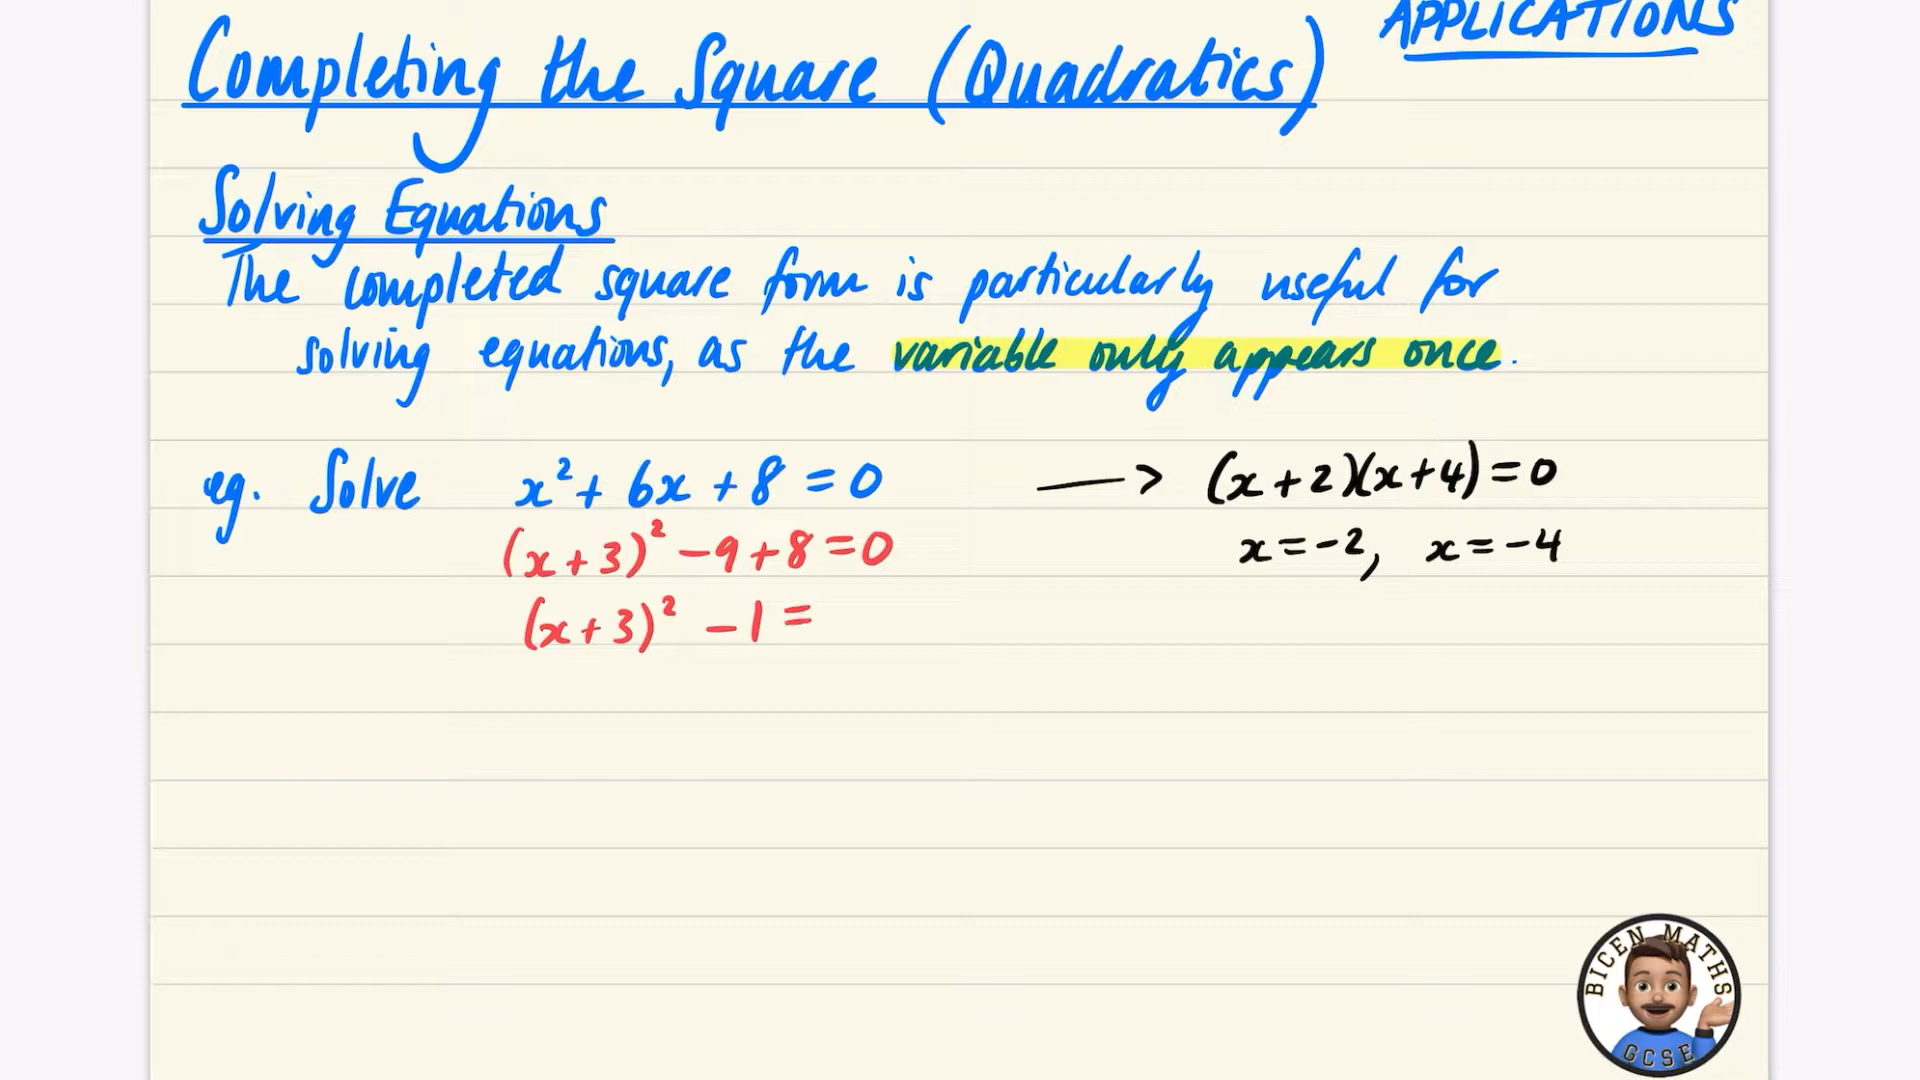 APPLICATIONS
Completing the Square (Quadratics)
Solving Equations
The completed square form is particularly useful for
solving equations, as the variable only appears once.
eg. Solve x² + 6x + 8 = 0 ⟶ (x+2)(x+4) = 0
(x+3)² - 9 + 8 = 0 x = -2, x = -4
(x+3)² - 1 =
BICEN MATHS
GCSE